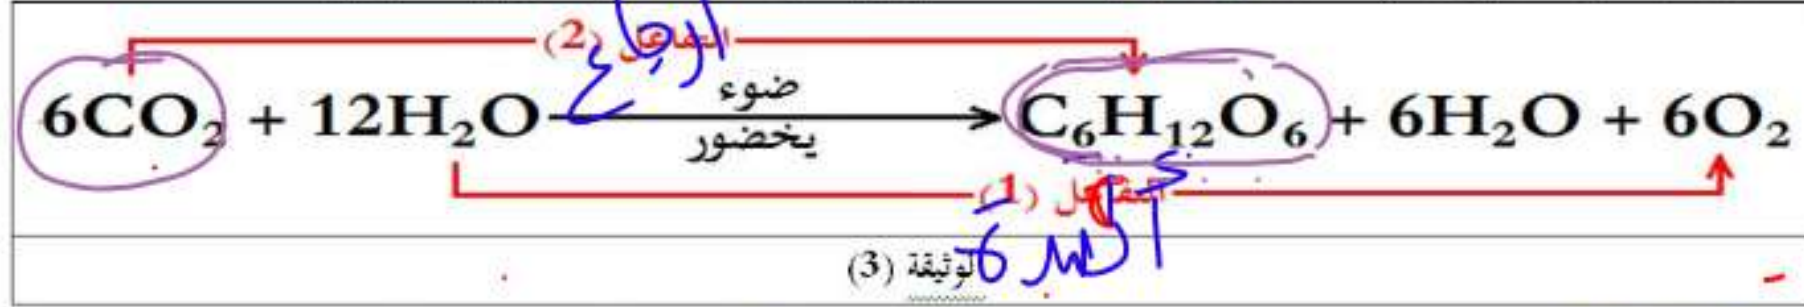 التفاعل (2)
ارجاع
6CO₂ + 12H₂O ضوء يخضور C₆H₁₂O₆ + 6H₂O + 6O₂
التفاعل (1)
أكسدة
الوثيقة (3)